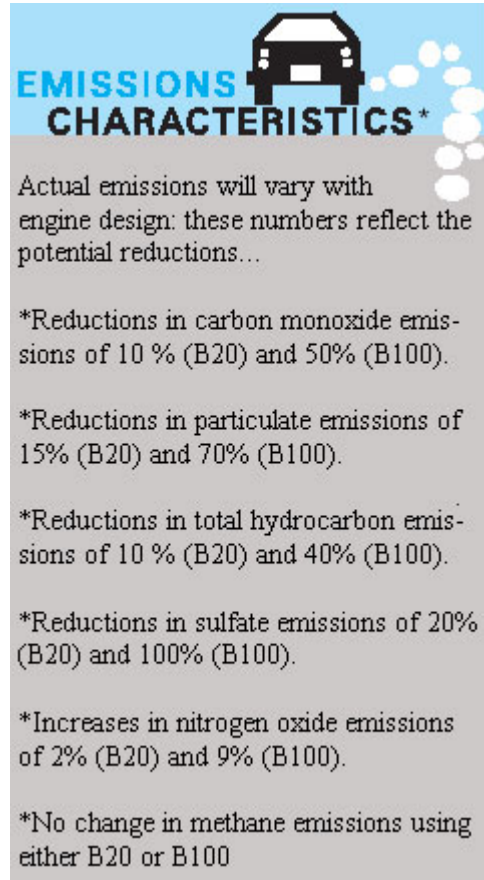 EMISSIONS
CHARACTERISTICS*
Actual emissions will vary with
engine design: these numbers reflect the
potential reductions...
*Reductions in carbon monoxide emis-
sions of 10 % (B20) and 50% (B100).
*Reductions in particulate emissions of
15% (B20) and 70% (B100).
*Reductions in total hydrocarbon emis-
sions of 10 % (B20) and 40% (B100).
*Reductions in sulfate emissions of 20%
(B20) and 100% (B100).
*Increases in nitrogen oxide emissions
of 2% (B20) and 9% (B100).
*No change in methane emissions using
either B20 or B100